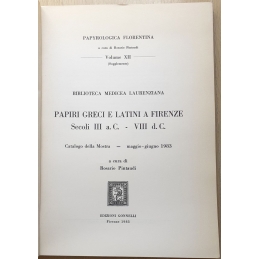 PAPYROLOGICA FLORENTINA
a cura di Rosario Pintaudi
Volume XII
(Supplemento)
BIBLIOTECA MEDICEA LAURENZIANA
PAPIRI GRECI E LATINI A FIRENZE
Secoli III a. C. - VIII d. C.
Catalogo della Mostra — maggio-giugno 1983
a cura di
Rosario Pintaudi
EDIZIONI GONNELLI
Firenze 1983